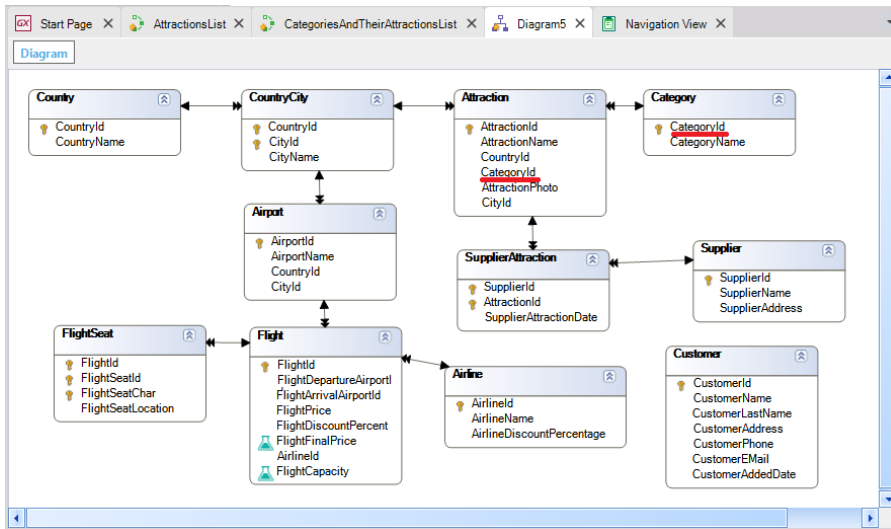 GX Start Page X AttractionsList X CategoriesAndTheirAttractionsList X Diagram5 X Navigation View X
Diagram
Country
CountryId
CountryName
CountryCity
CountryId
CityId
CityName
Attraction
AttractionId
AttractionName
CountryId
CategoryId
AttractionPhoto
CityId
Category
CategoryId
CategoryName
Airport
AirportId
AirportName
CountryId
CityId
SupplierAttraction
SupplierId
AttractionId
SupplierAttractionDate
Supplier
SupplierId
SupplierName
SupplierAddress
FlightSeat
FlightId
FlightSeatId
FlightSeatChar
FlightSeatLocation
Flight
FlightId
FlightDepartureAirportI
FlightArrivalAirportId
FlightPrice
FlightDiscountPercent
FlightFinalPrice
AirlineId
FlightCapacity
Airline
AirlineId
AirlineName
AirlineDiscountPercentage
Customer
CustomerId
CustomerName
CustomerLastName
CustomerAddress
CustomerPhone
CustomerEMail
CustomerAddedDate